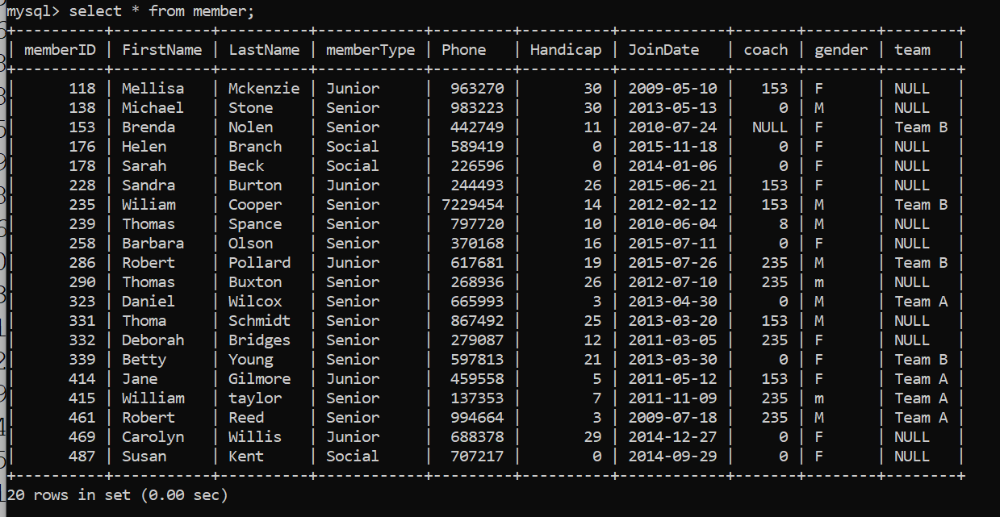 mysql> select * from member;
+----------+-----------+----------+------------+---------+----------+------------+-------+--------+--------+
| memberID | FirstName | LastName | memberType | Phone   | Handicap | JoinDate   | coach | gender | team   |
+----------+-----------+----------+------------+---------+----------+------------+-------+--------+--------+
|      118 | Mellisa   | Mckenzie | Junior     |  963270 |       30 | 2009-05-10 |   153 | F      | NULL   |
|      138 | Michael   | Stone    | Senior     |  983223 |       30 | 2013-05-13 |     0 | M      | NULL   |
|      153 | Brenda    | Nolen    | Senior     |  442749 |       11 | 2010-07-24 |  NULL | F      | Team B |
|      176 | Helen     | Branch   | Social     |  589419 |        0 | 2015-11-18 |     0 | F      | NULL   |
|      178 | Sarah     | Beck     | Social     |  226596 |        0 | 2014-01-06 |     0 | F      | NULL   |
|      228 | Sandra    | Burton   | Junior     |  244493 |       26 | 2015-06-21 |   153 | F      | NULL   |
|      235 | Wiliam    | Cooper   | Senior     | 7229454 |       14 | 2012-02-12 |   153 | M      | Team B |
|      239 | Thomas    | Spance   | Senior     |  797720 |       10 | 2010-06-04 |     8 | M      | NULL   |
|      258 | Barbara   | Olson    | Senior     |  370168 |       16 | 2015-07-11 |     0 | F      | NULL   |
|      286 | Robert    | Pollard  | Junior     |  617681 |       19 | 2015-07-26 |   235 | M      | Team B |
|      290 | Thomas    | Buxton   | Senior     |  268936 |       26 | 2012-07-10 |   235 | m      | NULL   |
|      323 | Daniel    | Wilcox   | Senior     |  665993 |        3 | 2013-04-30 |     0 | M      | Team A |
|      331 | Thoma     | Schmidt  | Senior     |  867492 |       25 | 2013-03-20 |   153 | M      | NULL   |
|      332 | Deborah   | Bridges  | Senior     |  279087 |       12 | 2011-03-05 |   235 | F      | NULL   |
|      339 | Betty     | Young    | Senior     |  597813 |       21 | 2013-03-30 |     0 | F      | Team B |
|      414 | Jane      | Gilmore  | Junior     |  459558 |        5 | 2011-05-12 |   153 | F      | Team A |
|      415 | William   | taylor   | Senior     |  137353 |        7 | 2011-11-09 |   235 | m      | Team A |
|      461 | Robert    | Reed     | Senior     |  994664 |        3 | 2009-07-18 |   235 | M      | Team A |
|      469 | Carolyn   | Willis   | Junior     |  688378 |       29 | 2014-12-27 |     0 | F      | NULL   |
|      487 | Susan     | Kent     | Social     |  707217 |        0 | 2014-09-29 |     0 | F      | NULL   |
+----------+-----------+----------+------------+---------+----------+------------+-------+--------+--------+
20 rows in set (0.00 sec)